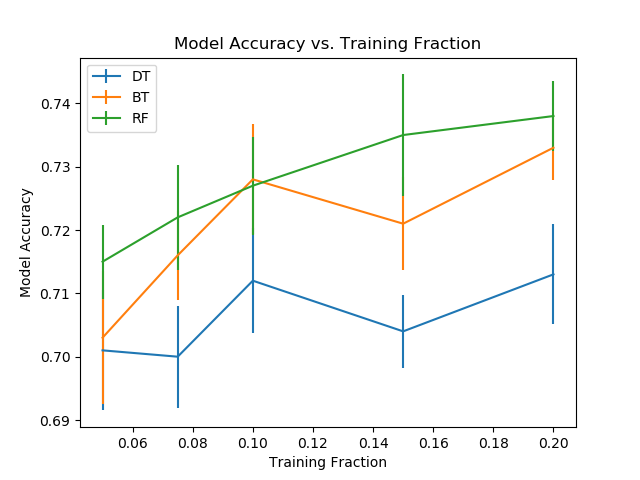 Model Accuracy vs. Training Fraction
DT
BT
RF
0.74
0.73
0.72
0.71
0.70
0.69
Model Accuracy
0.06 0.08 0.10 0.12 0.14 0.16 0.18 0.20
Training Fraction